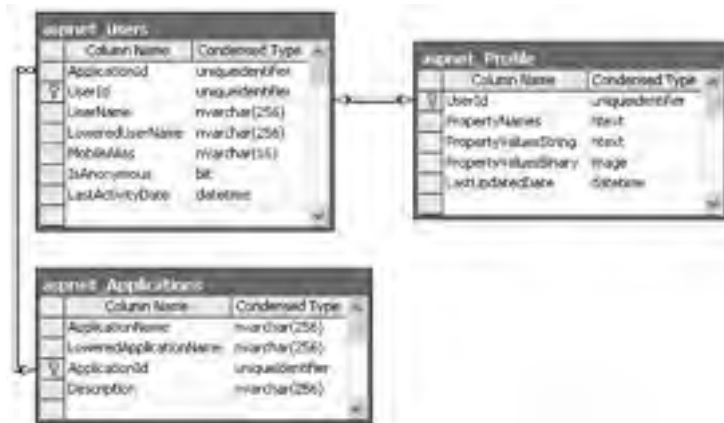 aspnet_Users
Column Name Condensed Type
ApplicationId uniqueidentifier
UserId uniqueidentifier
UserName nvarchar(256)
LoweredUserName nvarchar(256)
MobileAlias nvarchar(16)
IsAnonymous bit
LastActivityDate datetime
aspnet_Profile
Column Name Condensed Type
UserId uniqueidentifier
PropertyNames ntext
PropertyValuesString ntext
PropertyValuesBinary image
LastUpdatedDate datetime
aspnet_Applications
Column Name Condensed Type
ApplicationName nvarchar(256)
LoweredApplicationName nvarchar(256)
ApplicationId uniqueidentifier
Description nvarchar(256)